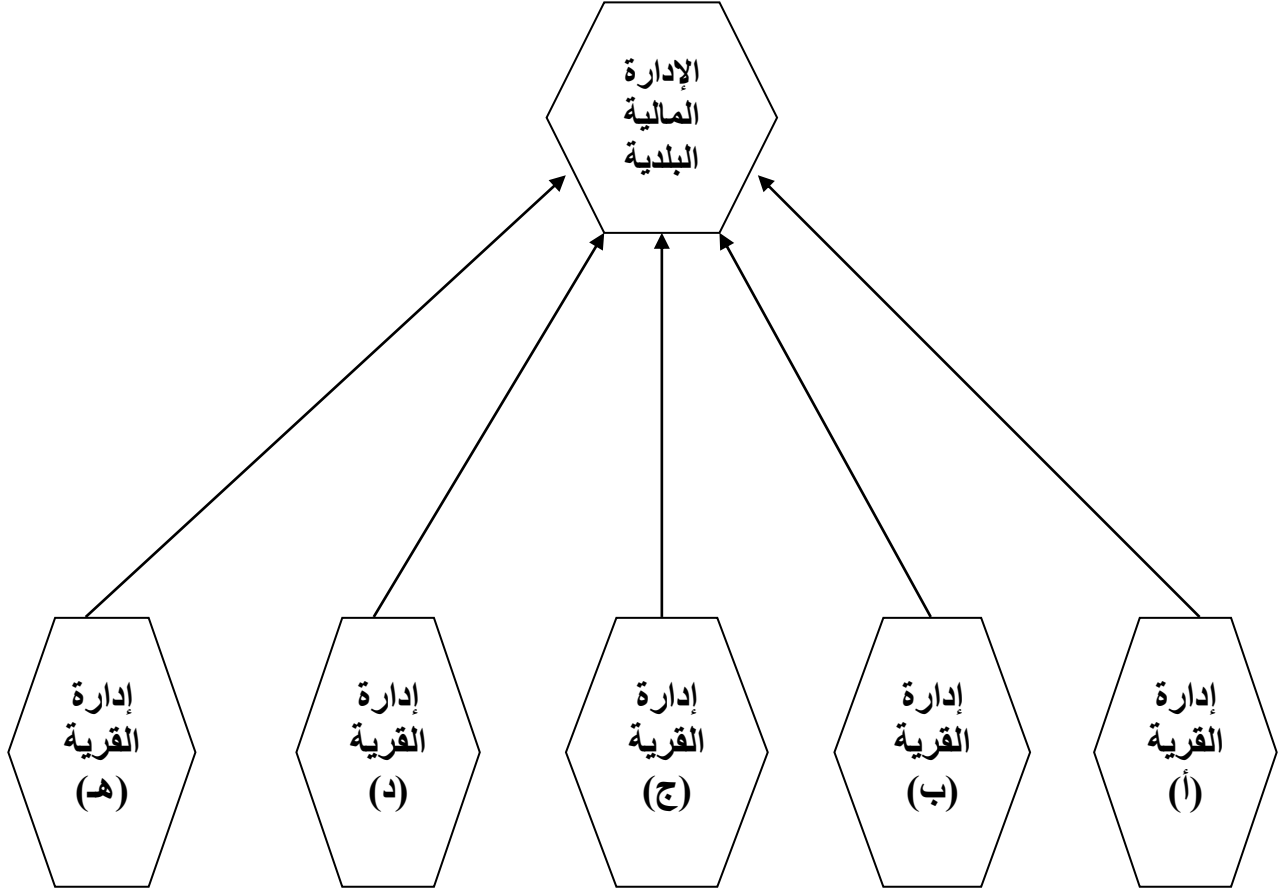 الإدارة
المالية
البلدية
إدارة
القرية
(أ)
إدارة
القرية
(ب)
إدارة
القرية
(ج)
إدارة
القرية
(د)
إدارة
القرية
(هـ)